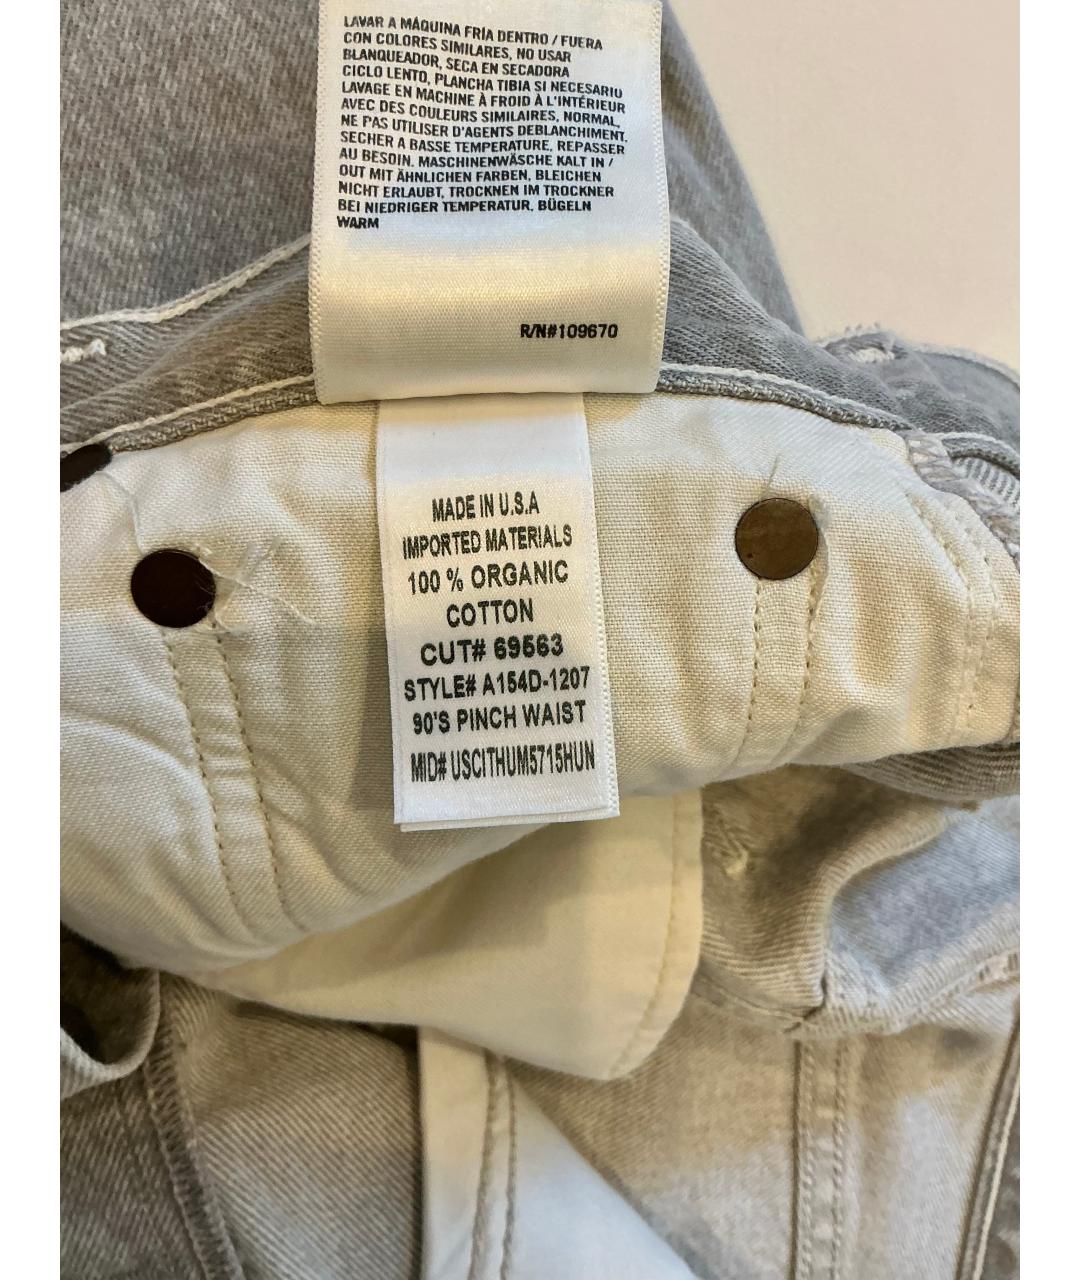 LAVAR A MÁQUINA FRÍA DENTRO / FUERA
CON COLORES SIMILARES, NO USAR
BLANQUEADOR, SECA EN SECADORA
CICLO LENTO, PLANCHA TIBIA SI NECESARIO
LAVAGE EN MACHINE À FROID À L'INTÉRIEUR
AVEC DES COULEURS SIMILAIRES, NORMAL,
NE PAS UTILISER D'AGENTS DEBLANCHIMENT.
SECHER A BASSE TEMPERATURE, REPASSER
AU BESOIN. MASCHINENWÄSCHE KALT IN /
OUT MIT ÄHNLICHEN FARBEN, BLEICHEN
NICHT ERLAUBT, TROCKNEN IM TROCKNER
BEI NIEDRIGER TEMPERATUR, BÜGELN
WARM
R/N#109670
MADE IN U.S.A
IMPORTED MATERIALS
100 % ORGANIC
COTTON
CUT# 69563
STYLE# A154D-1207
90'S PINCH WAIST
MID# USCITHUM5715HUN